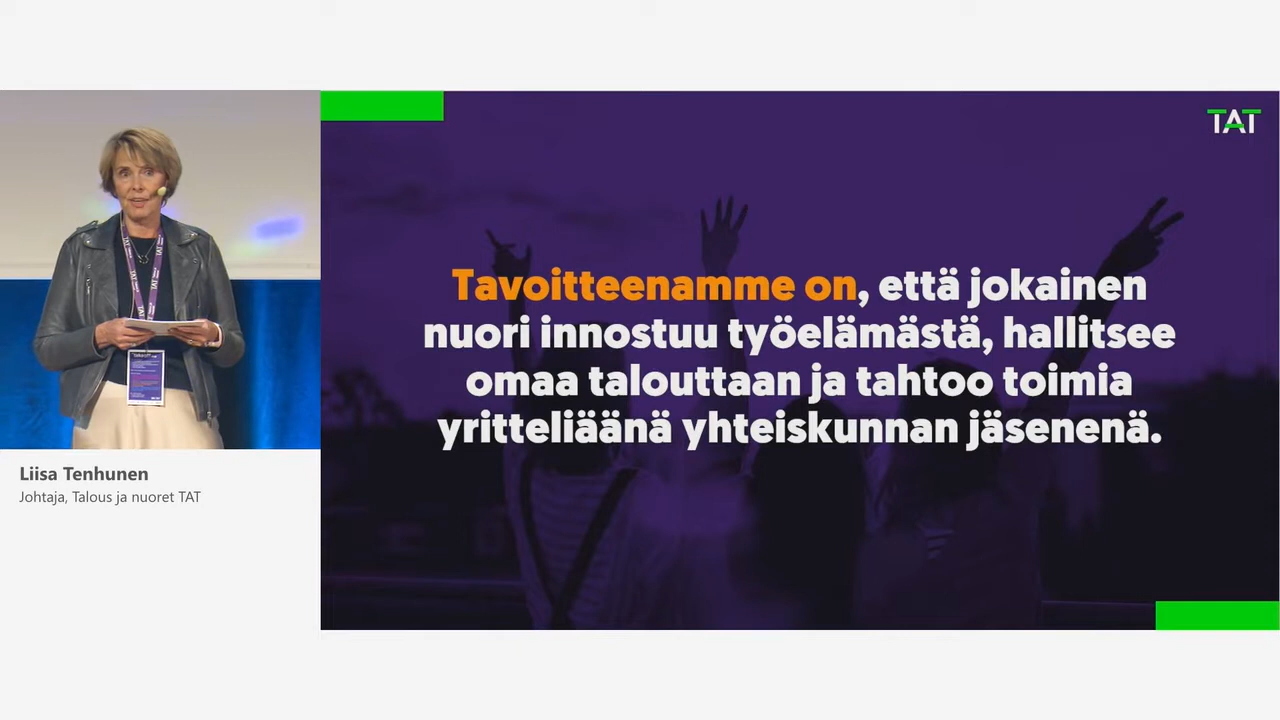 TAT
Tavoitteenamme on, että jokainen
nuori innostuu työelämästä, hallitsee
omaa talouttaan ja tahtoo toimia
yritteliäänä yhteiskunnan jäsenenä.
Liisa Tenhunen
Johtaja, Talous ja nuoret TAT